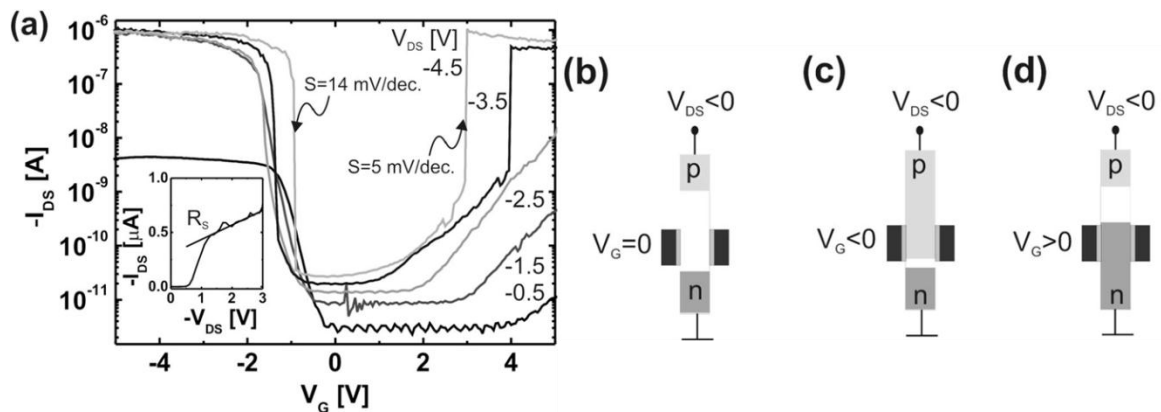 (a)
10⁻⁶
10⁻⁷
10⁻⁸
10⁻⁹
10⁻¹⁰
10⁻¹¹
-I_DS [A]
V_DS [V]
-4.5
-3.5
-2.5
-1.5
-0.5
S=14 mV/dec.
S=5 mV/dec.
1.0
0.5
0.0
-I_DS [μA]
R_S
0 1 2 3
-V_DS [V]
-4 -2 0 2 4
V_G [V]
(b)
V_DS<0
p
V_G=0
n
(c)
V_DS<0
p
V_G<0
n
(d)
V_DS<0
p
V_G>0
n